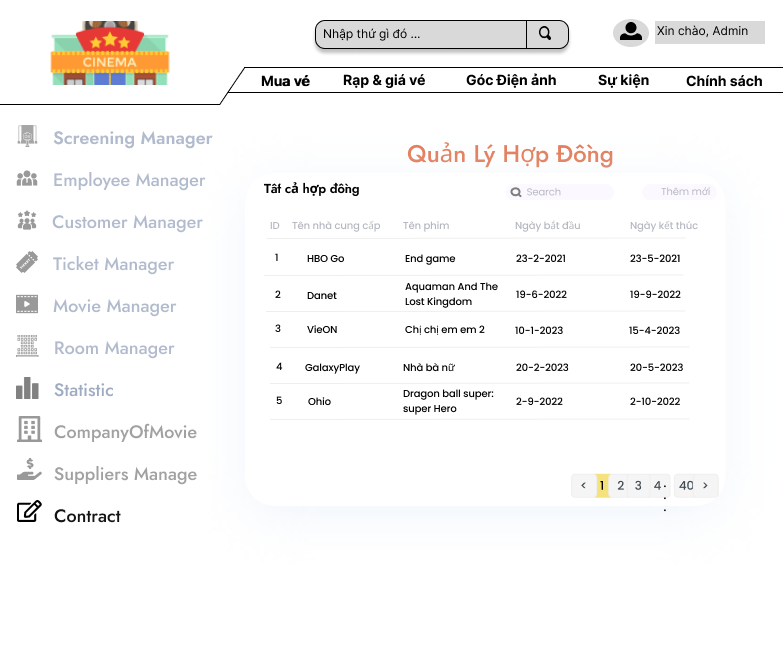 CINEMA
Nhập thứ gì đó ...
Xin chào, Admin
Mua vé
Rạp & giá vé
Góc Điện ảnh
Sự kiện
Chính sách
Screening Manager
Employee Manager
Customer Manager
Ticket Manager
Movie Manager
Room Manager
Statistic
CompanyOfMovie
Suppliers Manage
Contract
Quản Lý Hợp Đồng
Tất cả hợp đồng
Search
Thêm mới
ID Tên nhà cung cấp Tên phim Ngày bắt đầu Ngày kết thúc
1 HBO Go End game 23-2-2021 23-5-2021
2 Danet Aquaman And The
Lost Kingdom 19-6-2022 19-9-2022
3 VieON Chị chị em em 2 10-1-2023 15-4-2023
4 GalaxyPlay Nhà bà nữ 20-2-2023 20-5-2023
5 Ohio Dragon ball super:
super Hero 2-9-2022 2-10-2022
< 1 2 3 4 ... 40 >